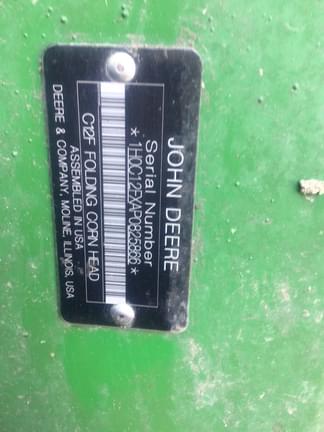 JOHN DEERE
Serial Number
*1H0C12FXAP0825866*
C12F FOLDING CORN HEAD
ASSEMBLED IN USA
DEERE & COMPANY, MOLINE, ILLINOIS, USA